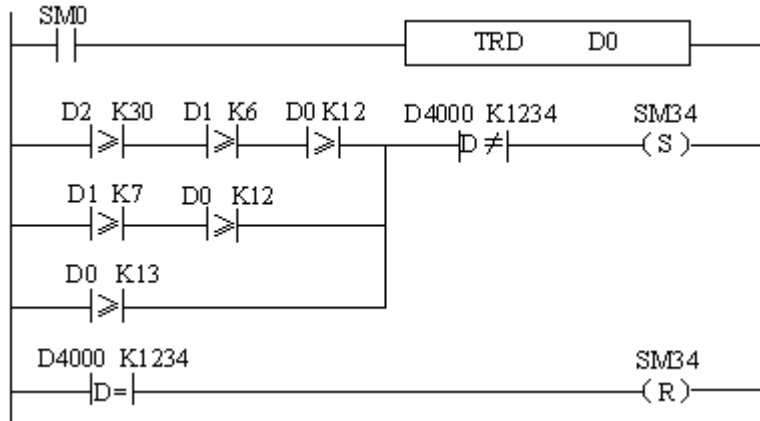 SM0
TRD D0
D2 K30 D1 K6 D0 K12 D4000 K1234 SM34
≥ ≥ ≥ D ≠ ( S )
D1 K7 D0 K12
≥ ≥
D0 K13
≥
D4000 K1234 SM34
D= ( R )